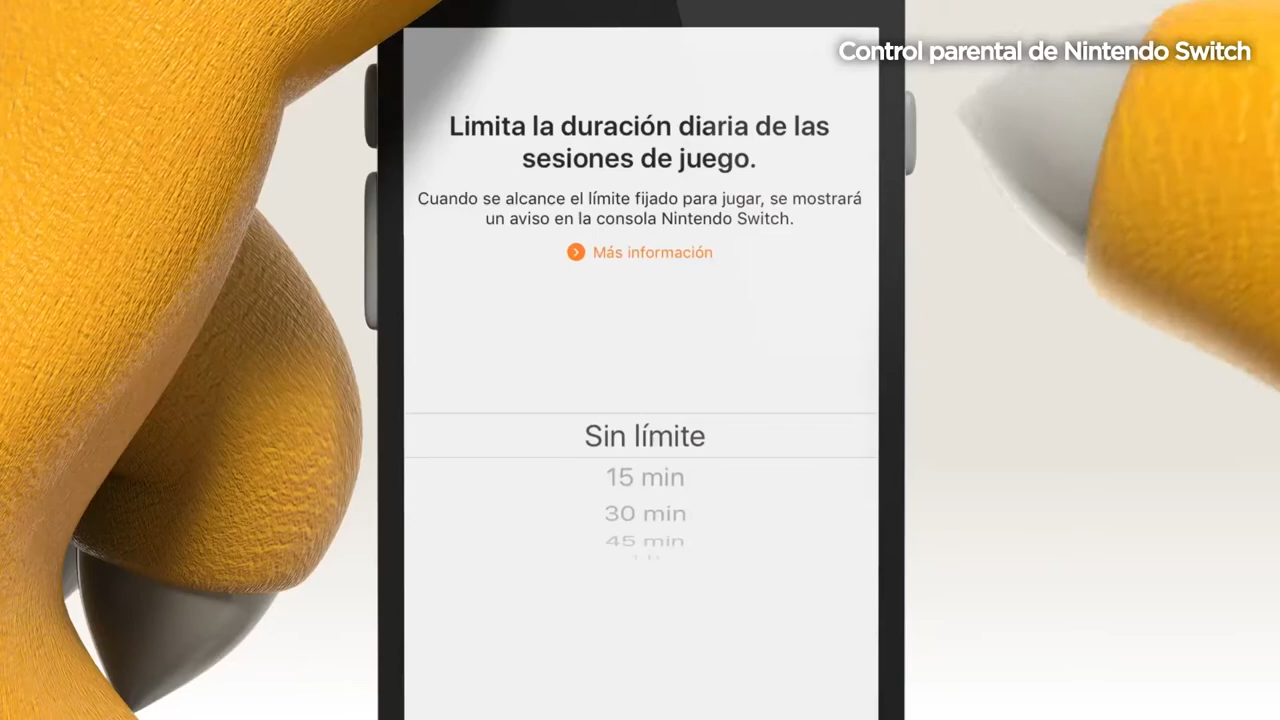 Control parental de Nintendo Switch
Limita la duración diaria de las
sesiones de juego.
Cuando se alcance el límite fijado para jugar, se mostrará
un aviso en la consola Nintendo Switch.
Más información
Sin límite
15 min
30 min
45 min